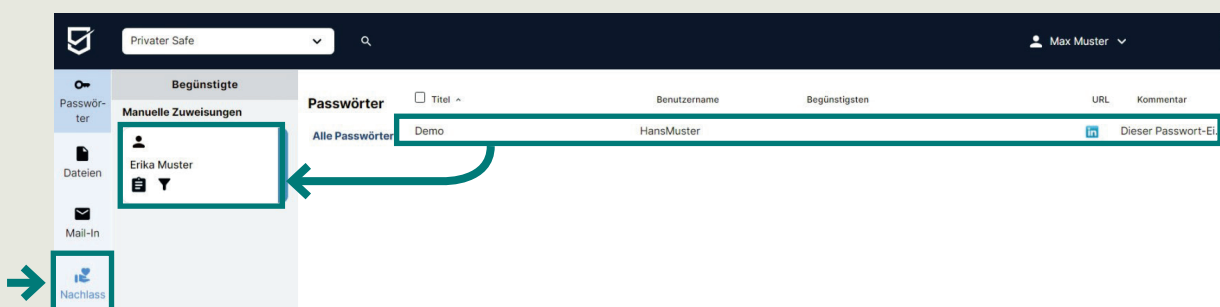 Privater Safe
Max Muster
Passwör-
ter
Dateien
Mail-In
Nachlass
Begünstigte
Manuelle Zuweisungen
Erika Muster
Passwörter
Alle Passwörter
Titel Benutzername Begünstigsten URL Kommentar
Demo HansMuster in Dieser Passwort-Ei..